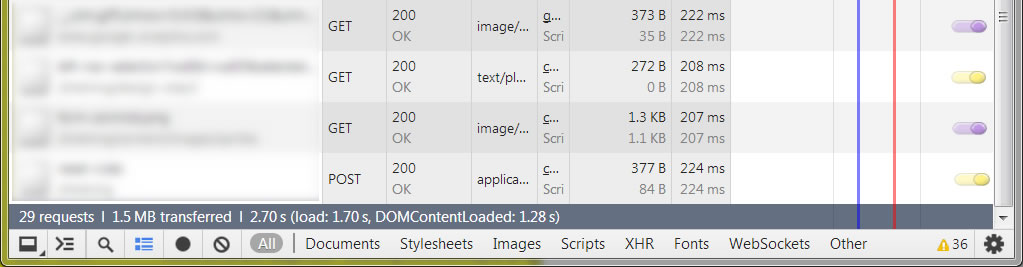 GET 200 image/... g... 373 B 222 ms
OK Scri 35 B 222 ms
GET 200 text/pl... c... 272 B 208 ms
OK Scri 0 B 208 ms
GET 200 image/... c... 1.3 KB 207 ms
OK Scri 1.1 KB 207 ms
POST 200 applica... c... 377 B 224 ms
OK Scri 84 B 224 ms
29 requests | 1.5 MB transferred | 2.70 s (load: 1.70 s, DOMContentLoaded: 1.28 s)
All | Documents Stylesheets Images Scripts XHR Fonts WebSockets Other 36